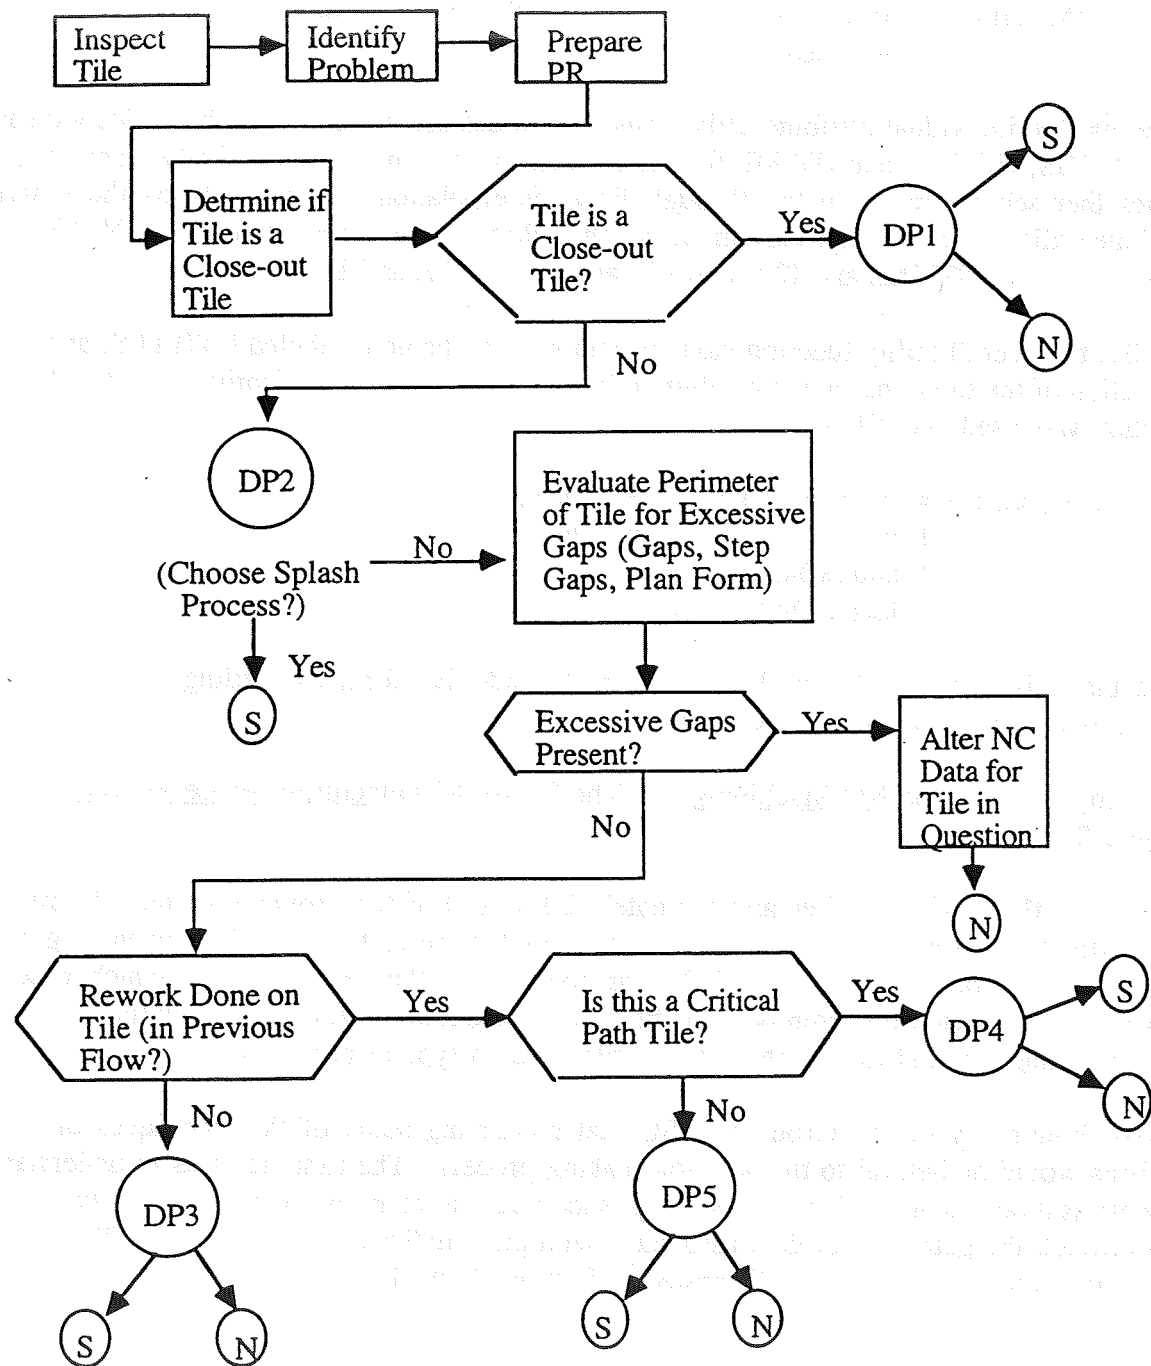 Inspect
Tile
Identify
Problem
Prepare
PR
Detrmine if
Tile is a
Close-out
Tile
Tile is a
Close-out
Tile?
Yes
DP1
S
N
No
DP2
(Choose Splash
Process?)
No
Yes
S
Evaluate Perimeter
of Tile for Excessive
Gaps (Gaps, Step
Gaps, Plan Form)
Excessive Gaps
Present?
Yes
Alter NC
Data for
Tile in
Question
N
No
Rework Done on
Tile (in Previous
Flow?)
Yes
Is this a Critical
Path Tile?
Yes
DP4
S
N
No
DP3
S
N
No
DP5
S
N